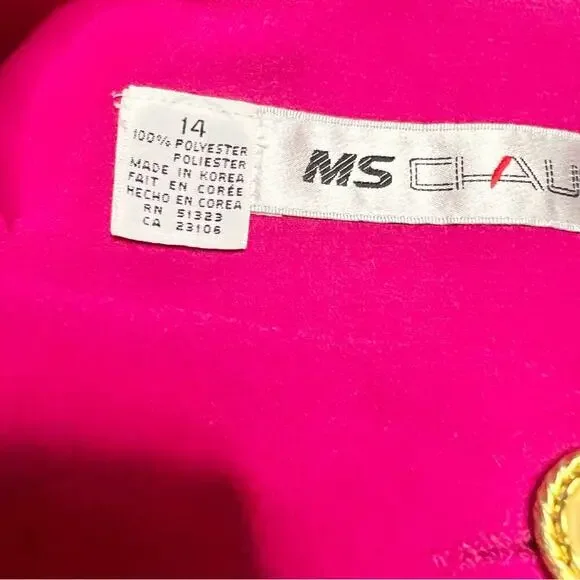 14
100% POLYESTER
POLIESTER
MADE IN KOREA
FAIT EN CORÉE
HECHO EN COREA
RN 51323
CA 23106
MS CHAU